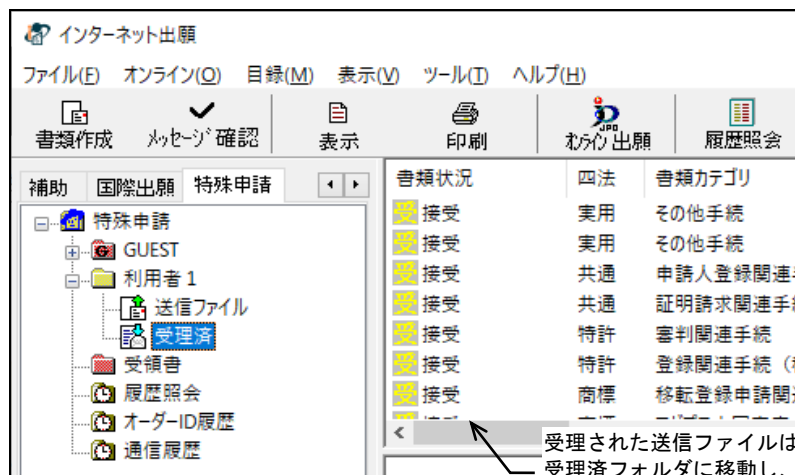 インターネット出願
ファイル(F) オンライン(O) 目録(M) 表示(V) ツール(T) ヘルプ(H)
書類作成 メッセージ確認 表示 印刷 オンライン出願 履歴照会
補助 国際出願 特殊申請
特殊申請
GUEST
利用者1
送信ファイル
受理済
受領書
履歴照会
オーダーID履歴
通信履歴
書類状況 四法 書類カテゴリ
受 接受 実用 その他手続
受 接受 実用 その他手続
受 接受 共通 申請人登録関連
受 接受 共通 証明請求関連手
受 接受 特許 審判関連手続
受 接受 特許 登録関連手続
受 接受 商標 移転登録申請関
受理された送信ファイルは
受理済フォルダに移動し、